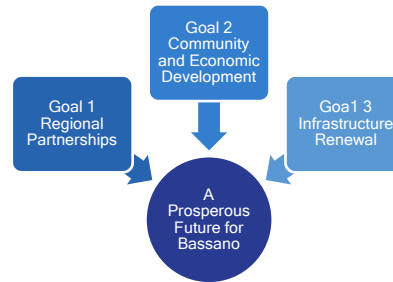 Goal 2
Community
and Economic
Development
Goal 1
Regional
Partnerships
Goa1 3
Infrastructure
Renewal
A
Prosperous
Future for
Bassano